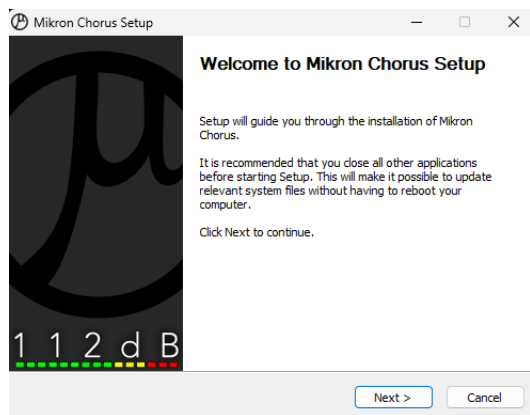 Mikron Chorus Setup
Welcome to Mikron Chorus Setup
Setup will guide you through the installation of Mikron
Chorus.
It is recommended that you close all other applications
before starting Setup. This will make it possible to update
relevant system files without having to reboot your
computer.
Click Next to continue.
µ
1 1 2 d B
Next >
Cancel